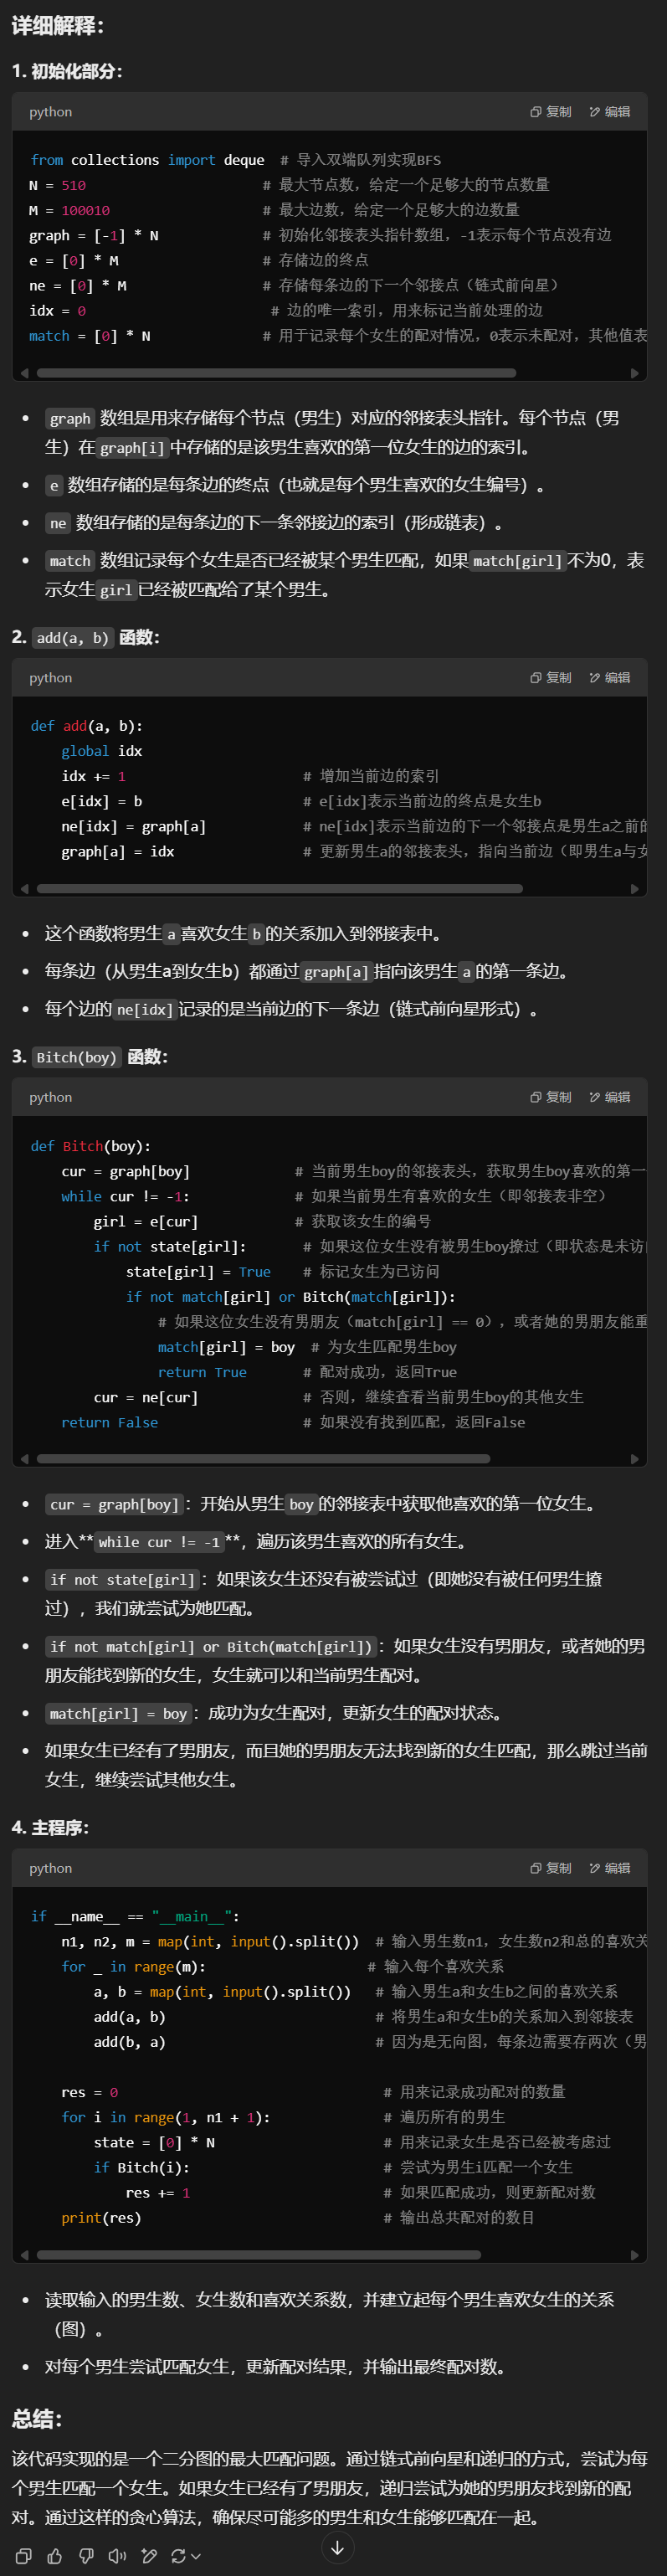 详细解释：
1. 初始化部分：
python 复制 编辑
from collections import deque  # 导入双端队列实现BFS
N = 510                      # 最大节点数，给定一个足够大的节点数量
M = 100010                   # 最大边数，给定一个足够大的边数量
graph = [-1] * N             # 初始化邻接表头指针数组，-1表示每个节点没有边
e = [0] * M                  # 存储边的终点
ne = [0] * M                 # 存储每条边的下一个邻接点（链式前向星）
idx = 0                       # 边的唯一索引，用来标记当前处理的边
match = [0] * N              # 用于记录每个女生的配对情况，0表示未配对，其他值表
graph 数组是用来存储每个节点（男生）对应的邻接表头指针。每个节点（男
生）在graph[i]中存储的是该男生喜欢的第一位女生的边的索引。
e 数组存储的是每条边的终点（也就是每个男生喜欢的女生编号）。
ne 数组存储的是每条边的下一条邻接边的索引（形成链表）。
match 数组记录每个女生是否已经被某个男生匹配，如果match[girl]不为0，表
示女生girl已经被匹配给了某个男生。
2. add(a, b) 函数：
python 复制 编辑
def add(a, b):
    global idx
    idx += 1                      # 增加当前边的索引
    e[idx] = b                    # e[idx]表示当前边的终点是女生b
    ne[idx] = graph[a]            # ne[idx]表示当前边的下一个邻接点是男生a之前的
    graph[a] = idx                # 更新男生a的邻接表头，指向当前边（即男生a与女
这个函数将男生a喜欢女生b的关系加入到邻接表中。
每条边（从男生a到女生b）都通过graph[a]指向该男生a的第一条边。
每个边的ne[idx]记录的是当前边的下一条边（链式前向星形式）。
3. Bitch(boy) 函数：
python 复制 编辑
def Bitch(boy):
    cur = graph[boy]             # 当前男生boy的邻接表头，获取男生boy喜欢的第一
    while cur != -1:             # 如果当前男生有喜欢的女生（即邻接表非空）
        girl = e[cur]            # 获取该女生的编号
        if not state[girl]:       # 如果这位女生没有被男生boy撩过（即状态是未访
            state[girl] = True    # 标记女生为已访问
            if not match[girl] or Bitch(match[girl]):
                # 如果这位女生没有男朋友（match[girl] == 0），或者她的男朋友能重
                match[girl] = boy  # 为女生匹配男生boy
                return True       # 配对成功，返回True
        cur = ne[cur]             # 否则，继续查看当前男生boy的其他女生
    return False                  # 如果没有找到匹配，返回False
cur = graph[boy]：开始从男生boy的邻接表中获取他喜欢的第一位女生。
进入**while cur != -1**，遍历该男生喜欢的所有女生。
if not state[girl]：如果该女生还没有被尝试过（即她没有被任何男生撩
过），我们就尝试为她匹配。
if not match[girl] or Bitch(match[girl])：如果女生没有男朋友，或者她的男
朋友能找到新的女生，女生就可以和当前男生配对。
match[girl] = boy：成功为女生配对，更新女生的配对状态。
如果女生已经有了男朋友，而且她的男朋友无法找到新的女生匹配，那么跳过当前
女生，继续尝试其他女生。
4. 主程序：
python 复制 编辑
if __name__ == "__main__":
    n1, n2, m = map(int, input().split())  # 输入男生数n1，女生数n2和总的喜欢关
    for _ in range(m):                    # 输入每个喜欢关系
        a, b = map(int, input().split())   # 输入男生a和女生b之间的喜欢关系
        add(a, b)                          # 将男生a和女生b的关系加入到邻接表
        add(b, a)                          # 因为是无向图，每条边需要存两次（男
    res = 0                                 # 用来记录成功配对的数量
    for i in range(1, n1 + 1):              # 遍历所有的男生
        state = [0] * N                     # 用来记录女生是否已经被考虑过
        if Bitch(i):                        # 尝试为男生i匹配一个女生
            res += 1                        # 如果匹配成功，则更新配对数
    print(res)                              # 输出总共配对的数目
读取输入的男生数、女生数和喜欢关系数，并建立起每个男生喜欢女生的关系
（图）。
对每个男生尝试匹配女生，更新配对结果，并输出最终配对数。
总结：
该代码实现的是一个二分图的最大匹配问题。通过链式前向星和递归的方式，尝试为每
个男生匹配一个女生。如果女生已经有了男朋友，递归尝试为她的男朋友找到新的配
对。通过这样的贪心算法，确保尽可能多的男生和女生能够匹配在一起。